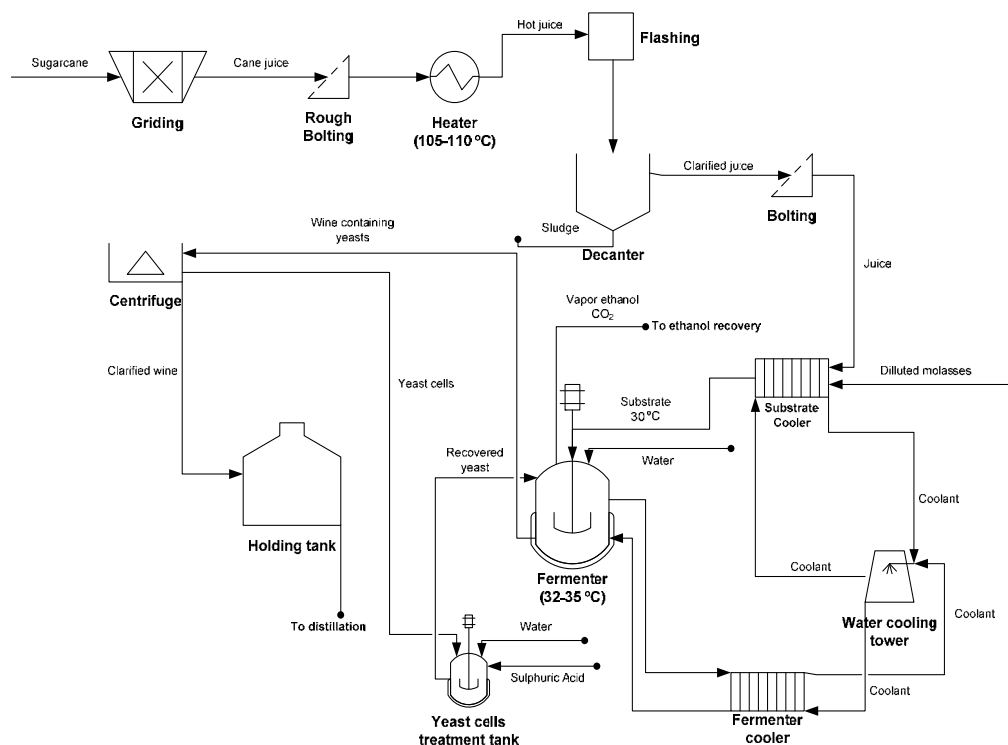 Hot juice
Flashing
Sugarcane
Cane juice
Griding
Rough
Bolting
Heater
(105-110 ºC)
Clarified juice
Bolting
Sludge
Decanter
Wine containing
yeasts
Juice
Centrifuge
Vapor ethanol
CO2
To ethanol recovery
Clarified wine
Yeast cells
Dilluted molasses
Substrate
30 ºC
Substrate
Cooler
Recovered
yeast
Water
Coolant
Holding tank
Fermenter
(32-35 ºC)
Coolant
Water cooling
tower
Coolant
To distillation
Water
Sulphuric Acid
Coolant
Yeast cells
treatment tank
Fermenter
cooler